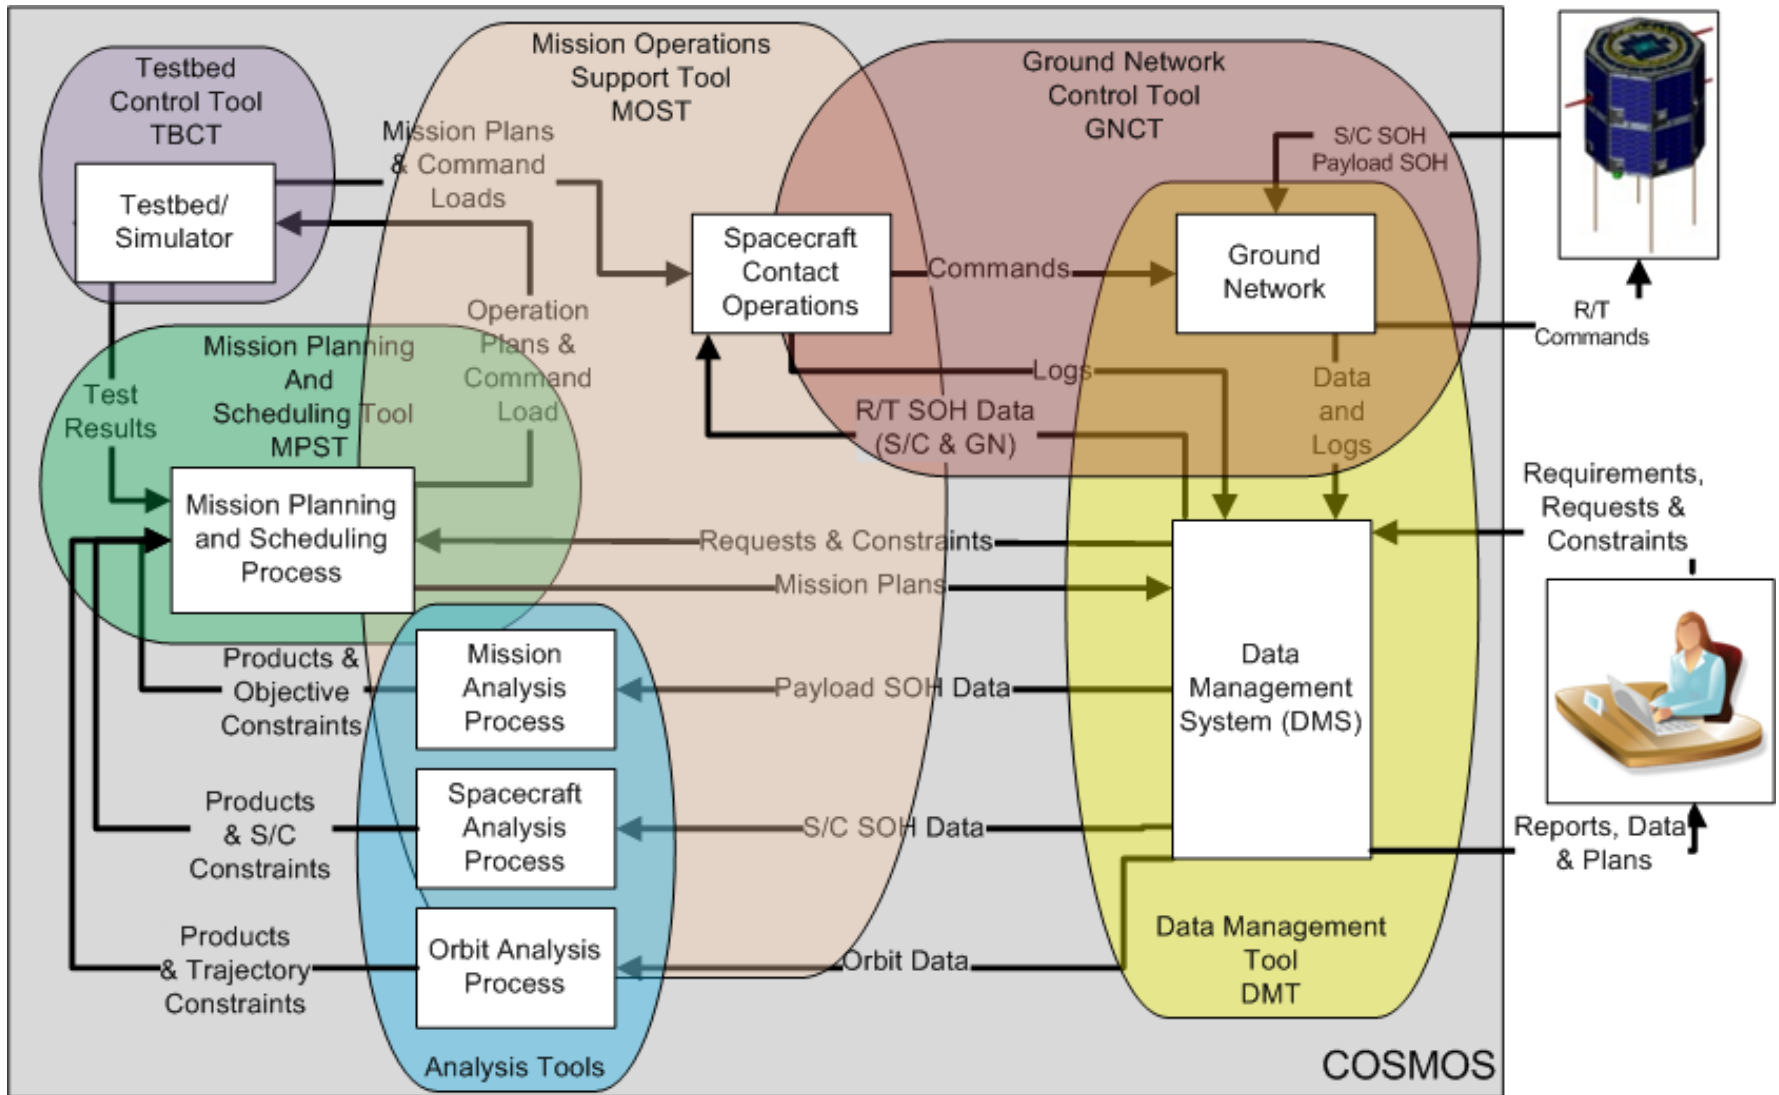 Testbed
Control Tool
TBCT
Mission Operations
Support Tool
MOST
Ground Network
Control Tool
GNCT
Mission Plans
& Command
Loads
S/C SOH
Payload SOH
Testbed/
Simulator
Spacecraft
Contact
Operations
Commands
Ground
Network
R/T
Commands
Operation
Plans &
Command
Load
Mission Planning
And
Scheduling Tool
MPST
Test
Results
Logs
Data
and
Logs
R/T SOH Data
(S/C & GN)
Requirements,
Requests &
Constraints
Mission Planning
and Scheduling
Process
Requests & Constraints
Mission Plans
Products &
Objective
Constraints
Mission
Analysis
Process
Payload SOH Data
Data
Management
System (DMS)
Products
& S/C
Constraints
Spacecraft
Analysis
Process
S/C SOH Data
Reports, Data
& Plans
Products
& Trajectory
Constraints
Orbit Analysis
Process
Orbit Data
Data Management
Tool
DMT
Analysis Tools
COSMOS